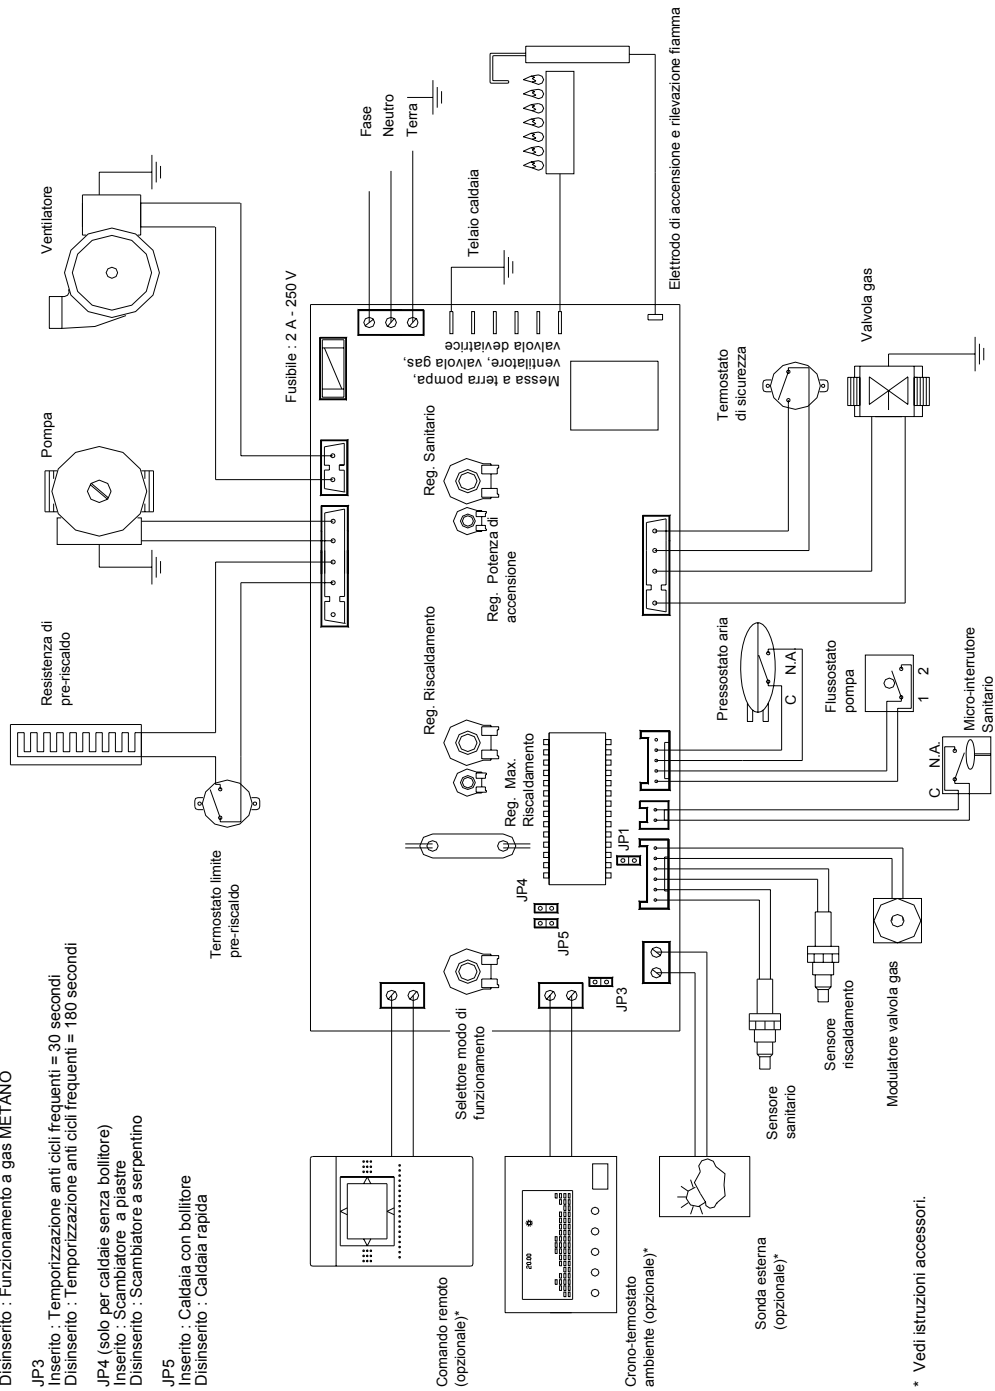 Disinserito : Funzionamento a gas METANO
JP3
Inserito : Temporizzazione anti cicli frequenti = 30 secondi
Disinserito : Temporizzazione anti cicli frequenti = 180 secondi
JP4 (solo per caldaie senza bollitore)
Inserito : Scambiatore a piastre
Disinserito : Scambiatore a serpentino
JP5
Inserito : Caldaia con bollitore
Disinserito : Caldaia rapida
Resistenza di
pre-riscaldo
Pompa
Ventilatore
Termostato limite
pre-riscaldo
Fusibile : 2 A - 250 V
Fase
Neutro
Terra
Comando remoto
(opzionale)*
Selettore modo di
funzionamento
Reg. Riscaldamento
Reg. Max.
Riscaldamento
Reg. Sanitario
Reg. Potenza di
accensione
Messa a terra pompa,
ventilatore, valvola gas,
valvola deviatrice
Telaio caldaia
JP4
JP5
JP3
JP1
20.00
Crono-termostato
ambiente (opzionale)*
Elettrodo di accensione e rilevazione fiamma
Sonda esterna
(opzionale)*
Sensore
sanitario
Sensore
riscaldamento
Modulatore valvola gas
Pressostato aria
C
N.A.
Termostato
di sicurezza
Valvola gas
Flussostato
pompa
1
2
Micro-interrutore
Sanitario
C
N.A.
* Vedi istruzioni accessori.